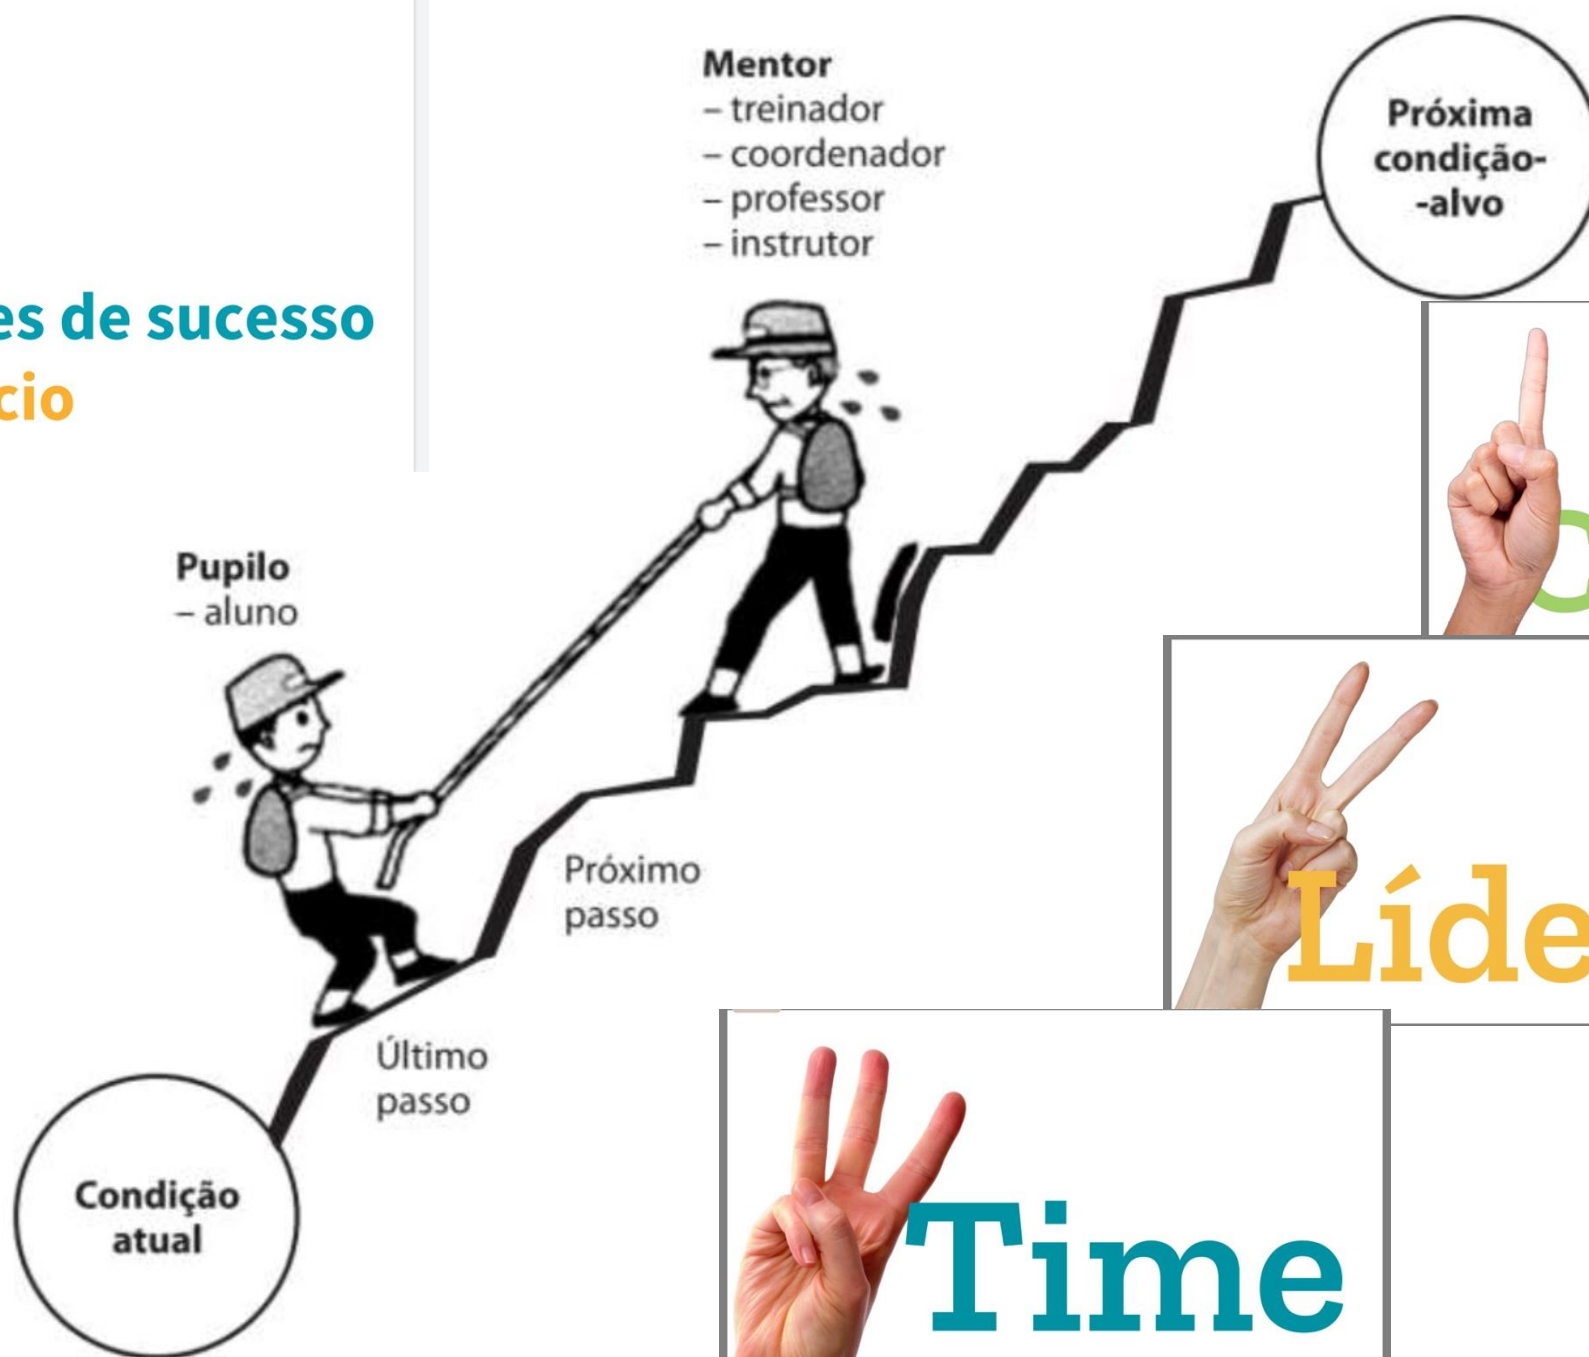 Mentor
– treinador
– coordenador
– professor
– instrutor
Próxima
condição-
-alvo
es de sucesso
cio
Pupilo
– aluno
Próximo
passo
Último
passo
Condição
atual
Líde
Time